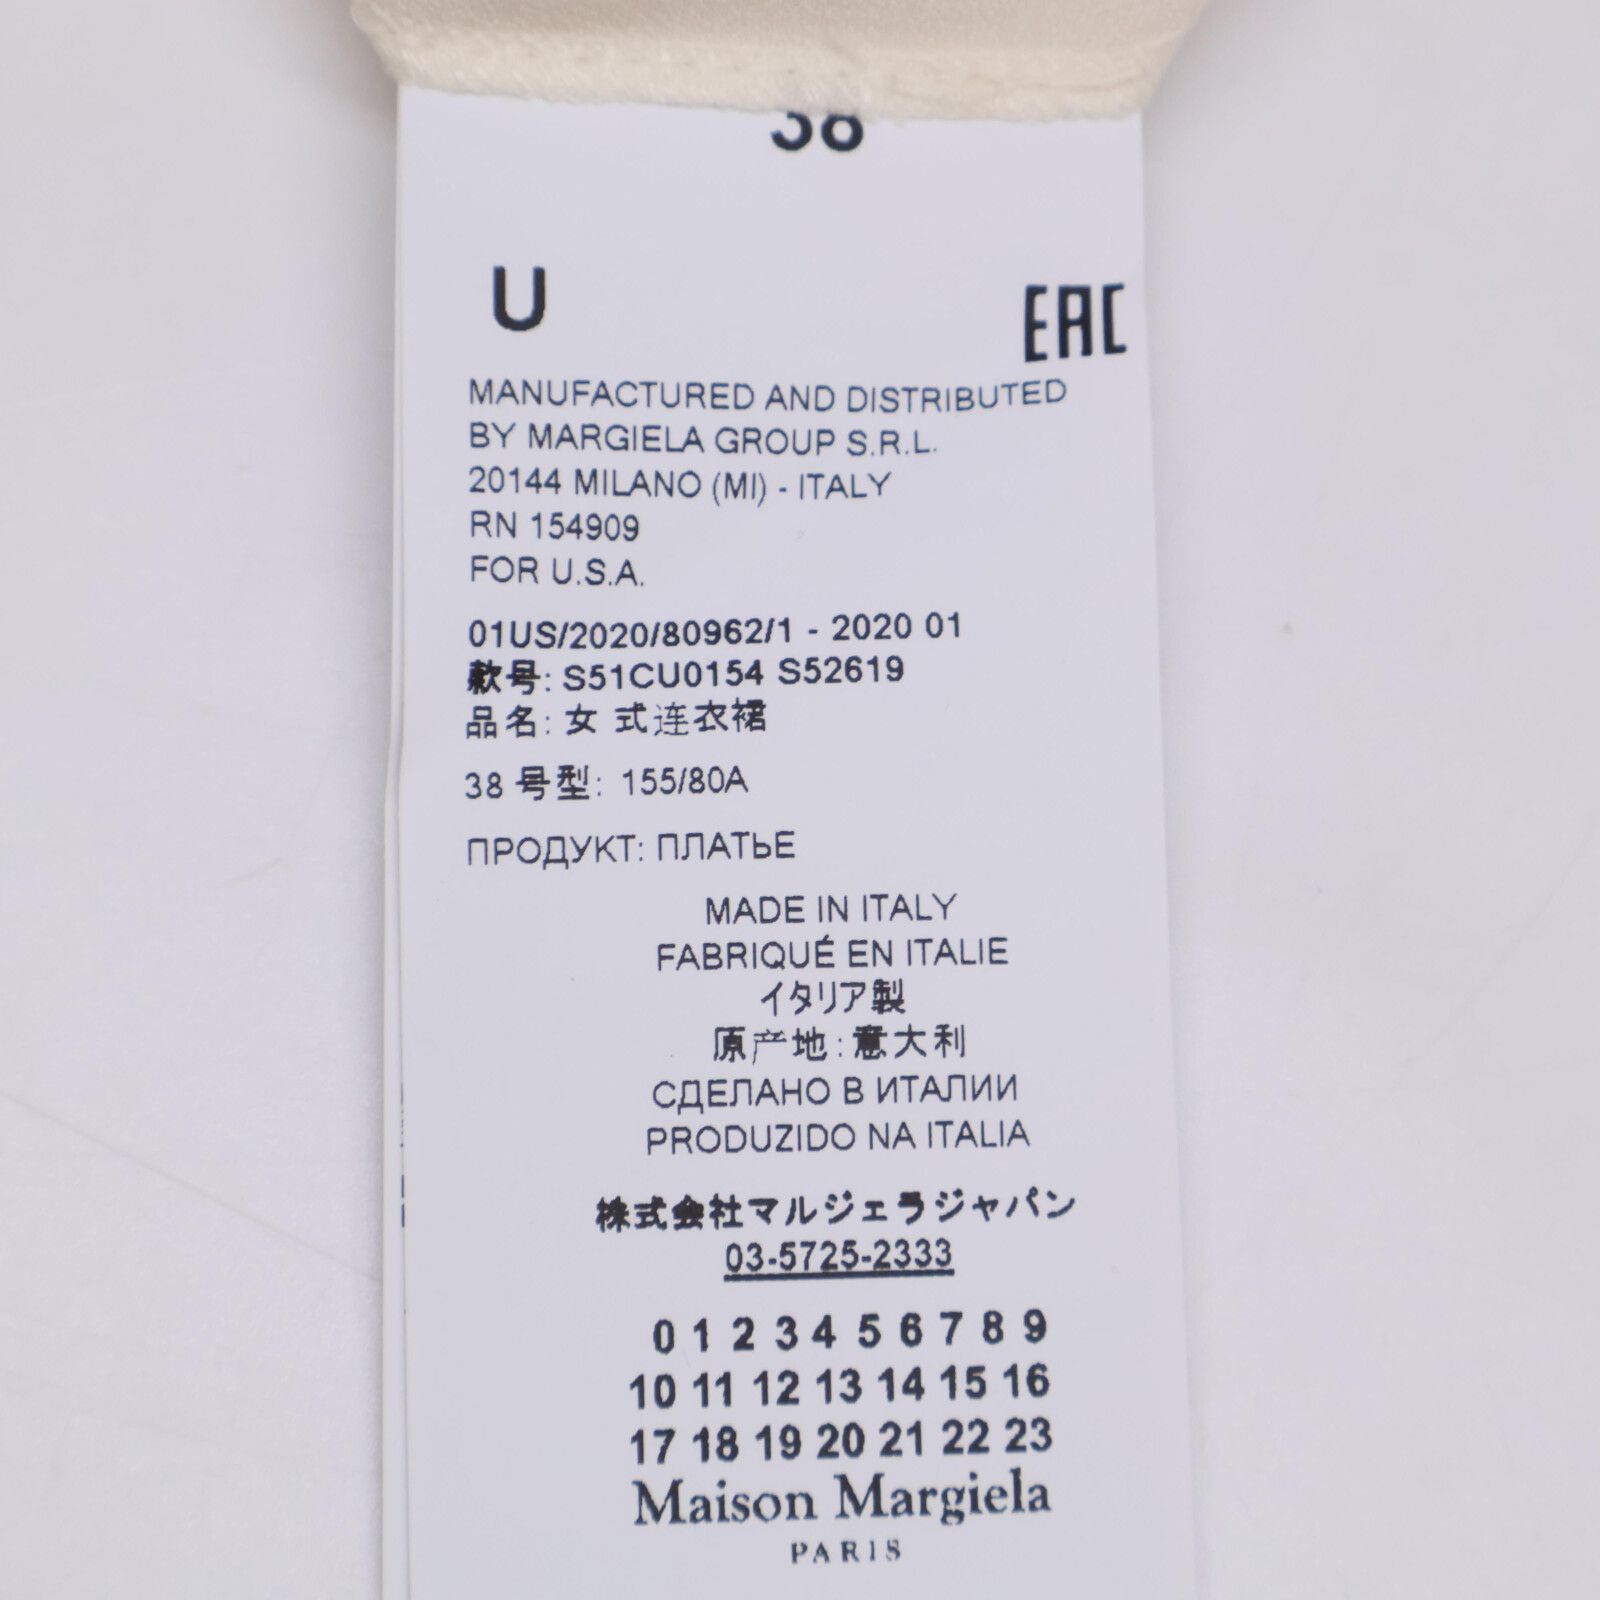 38
U
EAC
MANUFACTURED AND DISTRIBUTED
BY MARGIELA GROUP S.R.L.
20144 MILANO (MI) - ITALY
RN 154909
FOR U.S.A.
01US/2020/80962/1 - 2020 01
款号: S51CU0154 S52619
品名: 女 式连衣裙
38 号型: 155/80A
ПРОДУКТ: ПЛАТЬЕ
MADE IN ITALY
FABRIQUÉ EN ITALIE
イタリア製
原产地: 意大利
СДЕЛАНО В ИТАЛИИ
PRODUZIDO NA ITALIA
株式会社マルジェラジャパン
03-5725-2333
0 1 2 3 4 5 6 7 8 9
10 11 12 13 14 15 16
17 18 19 20 21 22 23
Maison Margiela
PARIS